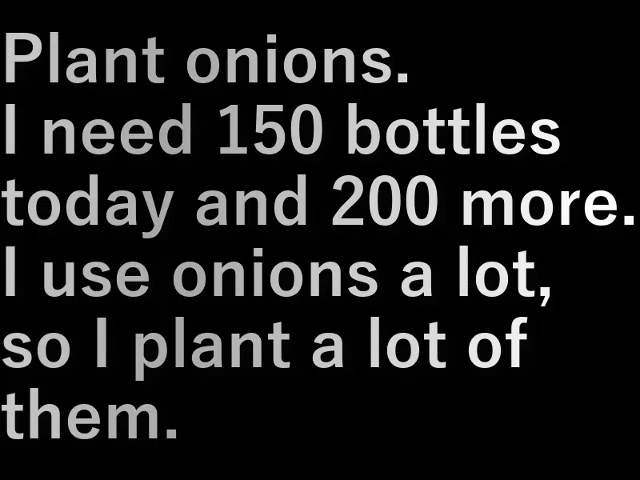 Plant onions.
I need 150 bottles
today and 200 more.
I use onions a lot,
so I plant a lot of
them.